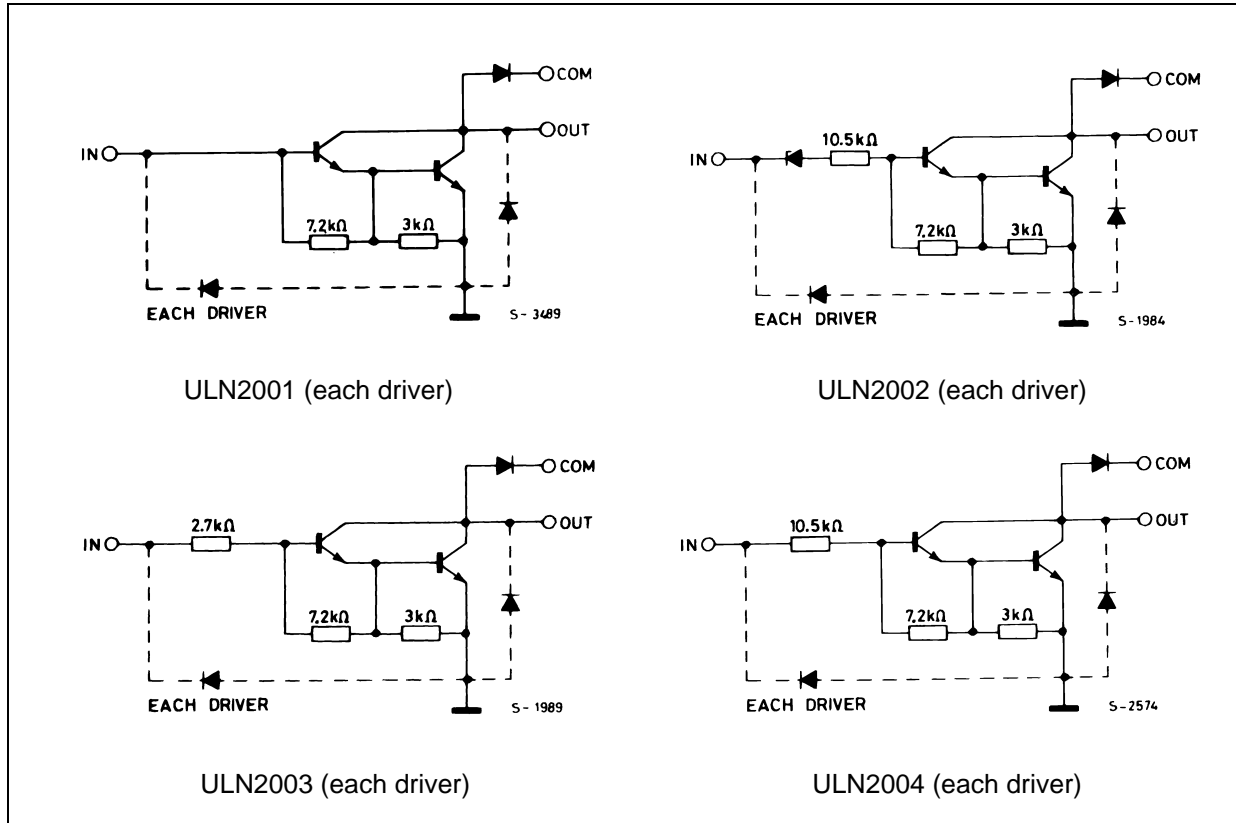 COM
OUT
IN
7.2kΩ 3kΩ
EACH DRIVER
S-3489
ULN2001 (each driver)
COM
OUT
10.5kΩ
IN
7.2kΩ 3kΩ
EACH DRIVER
S-1984
ULN2002 (each driver)
COM
OUT
2.7kΩ
IN
7.2kΩ 3kΩ
EACH DRIVER
S-1989
ULN2003 (each driver)
COM
OUT
10.5kΩ
IN
7.2kΩ 3kΩ
EACH DRIVER
S-2574
ULN2004 (each driver)